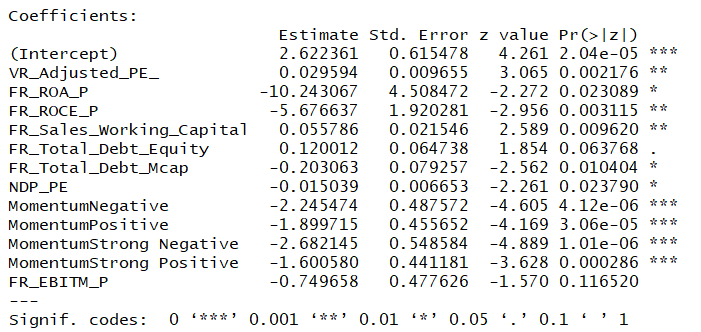 Coefficients:
Estimate Std. Error z value Pr(>|z|)
(Intercept) 2.622361 0.615478 4.261 2.04e-05 ***
VR_Adjusted_PE_ 0.029594 0.009655 3.065 0.002176 **
FR_ROA_P -10.243067 4.508472 -2.272 0.023089 *
FR_ROCE_P -5.676637 1.920281 -2.956 0.003115 **
FR_Sales_Working_Capital 0.055786 0.021546 2.589 0.009620 **
FR_Total_Debt_Equity 0.120012 0.064738 1.854 0.063768 .
FR_Total_Debt_Mcap -0.203063 0.079257 -2.562 0.010404 *
NDP_PE -0.015039 0.006653 -2.261 0.023790 *
MomentumNegative -2.245474 0.487572 -4.605 4.12e-06 ***
MomentumPositive -1.899715 0.455652 -4.169 3.06e-05 ***
MomentumStrong Negative -2.682145 0.548584 -4.889 1.01e-06 ***
MomentumStrong Positive -1.600580 0.441181 -3.628 0.000286 ***
FR_EBITM_P -0.749658 0.477626 -1.570 0.116520
---
Signif. codes: 0 ‘***’ 0.001 ‘**’ 0.01 ‘*’ 0.05 ‘.’ 0.1 ‘ ’ 1